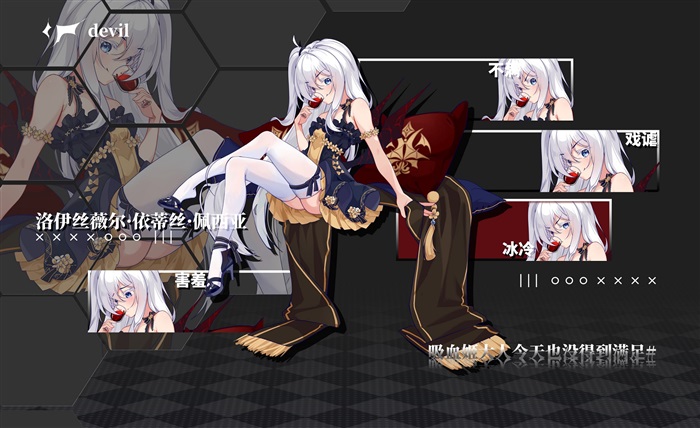 devil
不满
戏谑
洛伊丝薇尔·依蒂丝·佩西亚
××××○○○ |||
冰冷
害羞
||| ○○○××××
吸血姬大人今天也没得到满足#